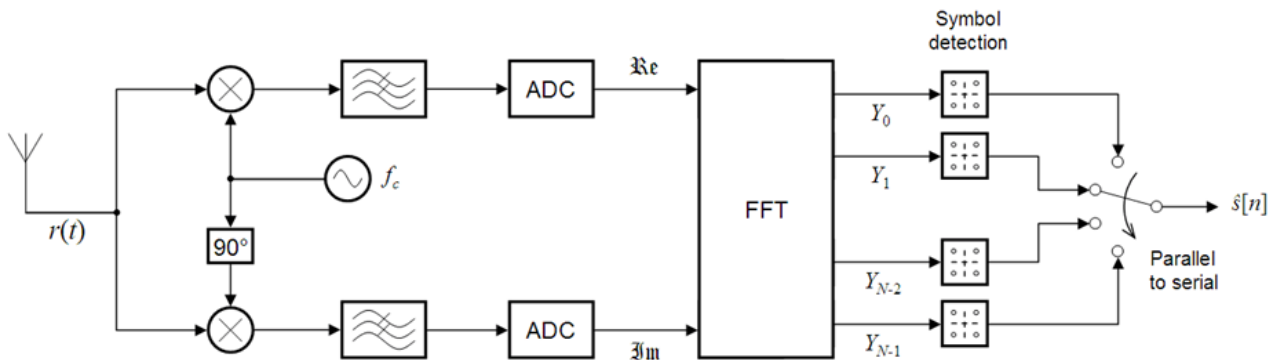 Symbol
detection
ℜe
ADC
Y0
Y1
fc
FFT
ŝ[n]
r(t)
90°
Parallel
to serial
YN-2
ADC
ℑm
YN-1